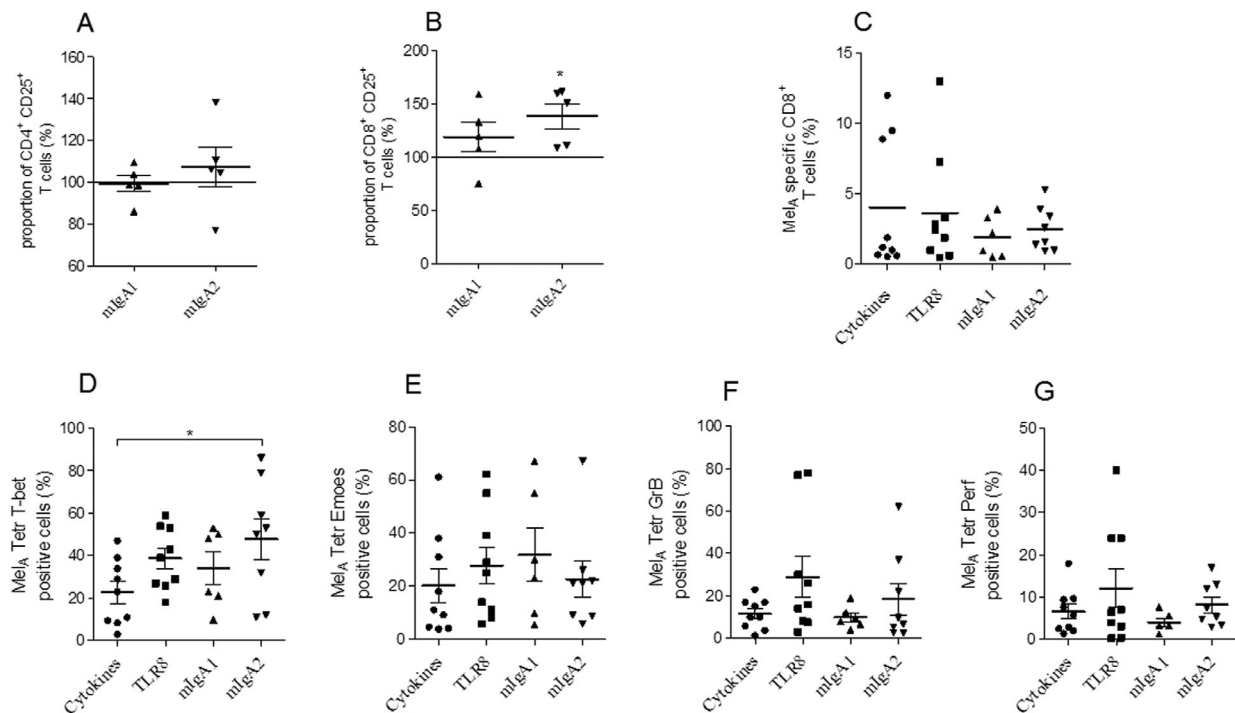 A
proportion of CD4+ CD25+
T cells (%)
160
140
120
100
80
60
mIgA1
mIgA2
B
proportion of CD8+ CD25+
T cells (%)
200
150
100
50
0
*
mIgA1
mIgA2
C
MelA specific CD8+
T cells (%)
15
10
5
0
Cytokines
TLR8
mIgA1
mIgA2
D
MelA Tetr T-bet
positive cells (%)
100
80
60
40
20
0
*
Cytokines
TLR8
mIgA1
mIgA2
E
MelA Tetr Emoes
positive cells (%)
80
60
40
20
0
Cytokines
TLR8
mIgA1
mIgA2
F
MelA Tetr GrB
positive cells (%)
100
80
60
40
20
0
Cytokines
TLR8
mIgA1
mIgA2
G
MelA Tetr Perf
positive cells (%)
50
40
30
20
10
0
Cytokines
TLR8
mIgA1
mIgA2